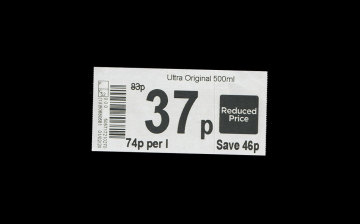 Ultra Original 500ml
83p
37p
Reduced
Price
74p per l
Save 46p